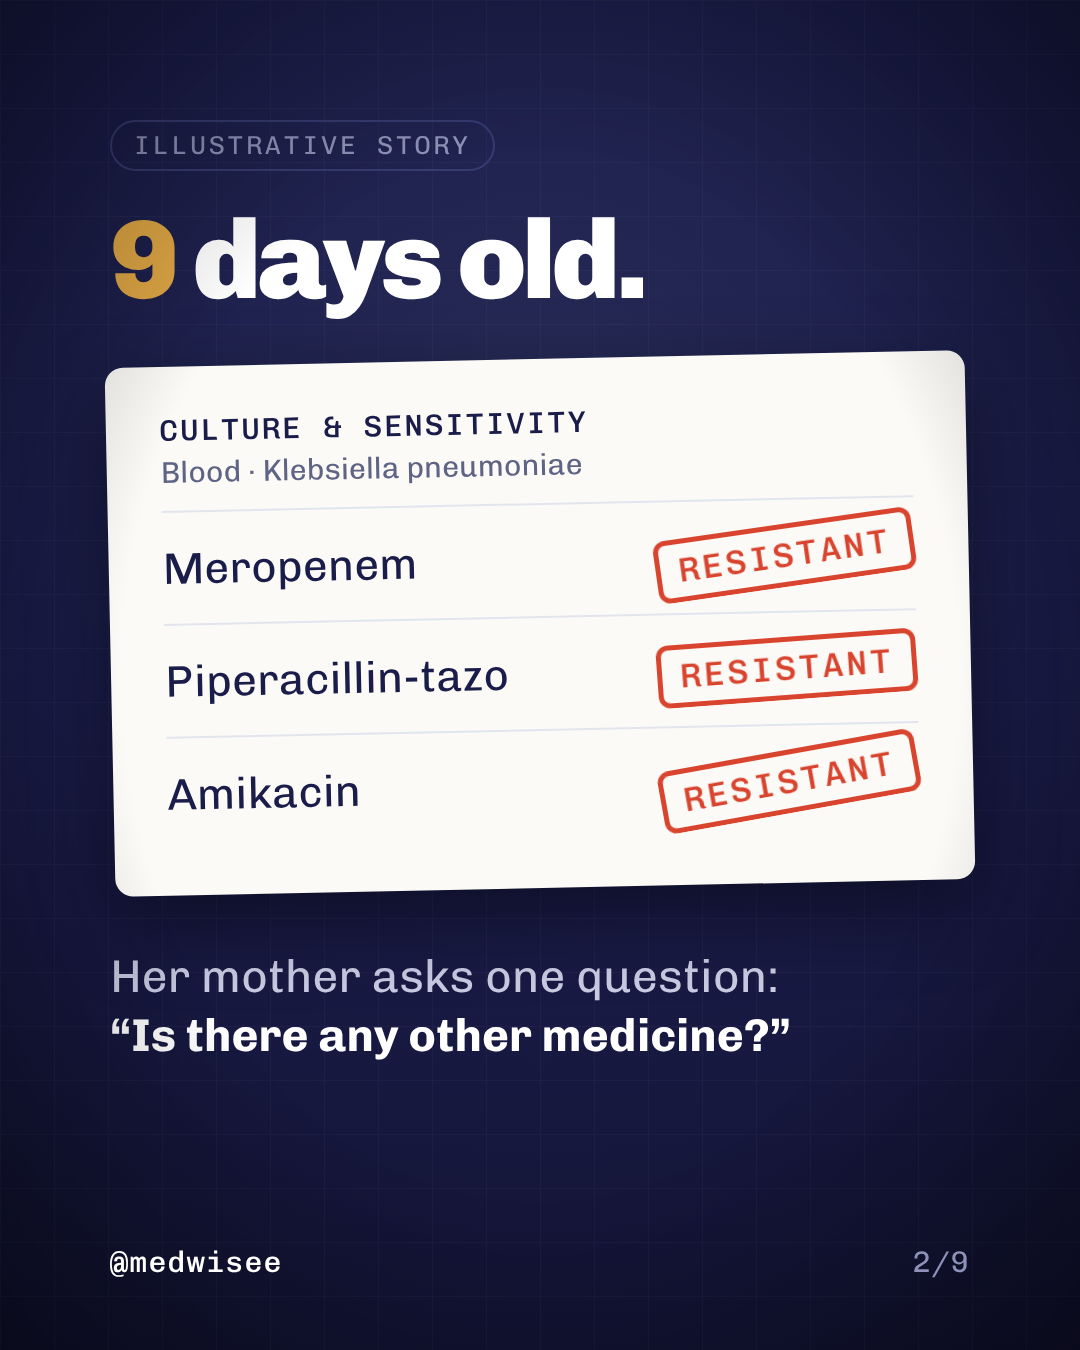 ILLUSTRATIVE STORY
9 days old.
CULTURE & SENSITIVITY
Blood · Klebsiella pneumoniae
Meropenem RESISTANT
Piperacillin-tazo RESISTANT
Amikacin RESISTANT
Her mother asks one question:
“Is there any other medicine?”
@medwisee 2/9